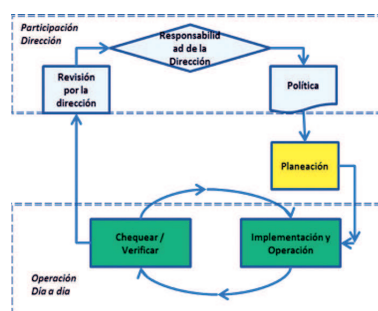 Participación
Dirección
Responsabilid
ad de la
Dirección
Revisión
por la
dirección
Política
Planeación
Chequear /
Verificar
Implementación y
Operación
Operación
Día a día